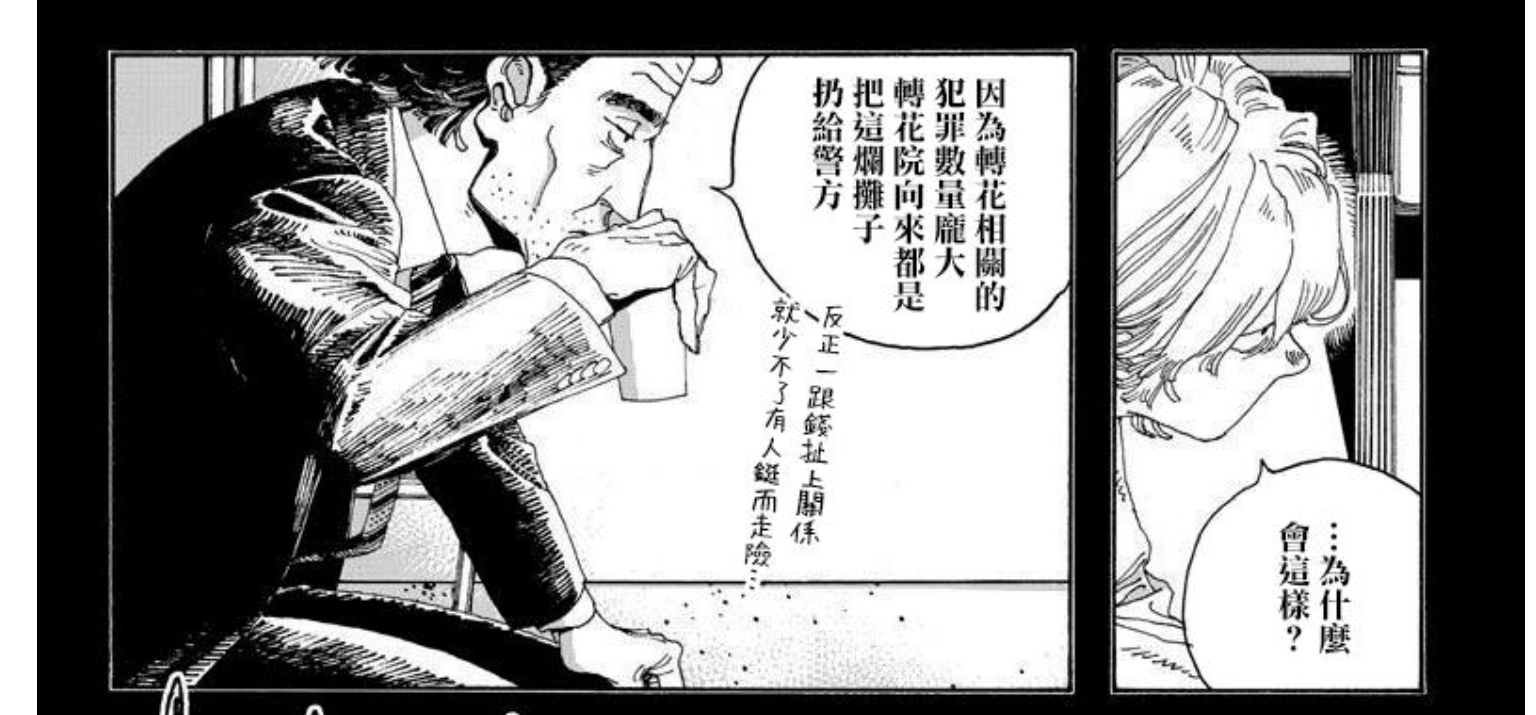 …為什麼
會這樣？
因為轉花相關的
犯罪數量龐大
轉花院向來都是
把這爛攤子
扔給警方
反正一跟錢扯上關係
就少不了有人鋌而走險…